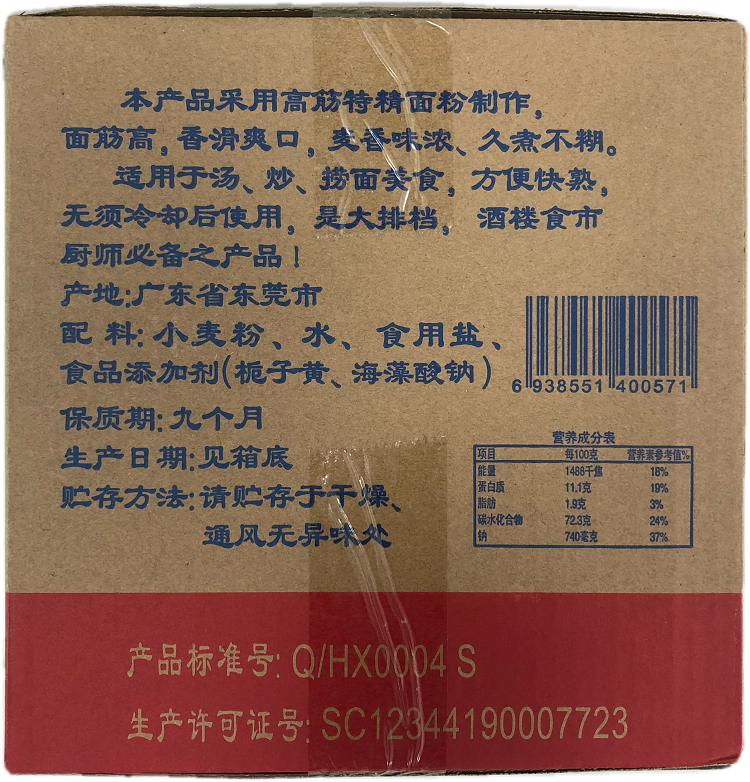 本产品采用高筋特精面粉制作,
面筋高,香滑爽口,麦香味浓、久煮不糊。
适用于汤、炒、捞面美食,方便快熟,
无须冷却后使用,是大排档,酒楼食市
厨师必备之产品!
产地:广东省东莞市
配料:小麦粉、水、食用盐、
食品添加剂(栀子黄、海藻酸钠)
保质期:九个月
生产日期:见箱底
贮存方法:请贮存于干燥、
通风无异味处
6 938551 400571
营养成分表
项目 每100克 营养素参考值%
能量 1486千焦 18%
蛋白质 11.1克 19%
脂肪 1.9克 3%
碳水化合物 72.3克 24%
钠 740毫克 37%
产品标准号:Q/HX0004 S
生产许可证号:SC12344190007723